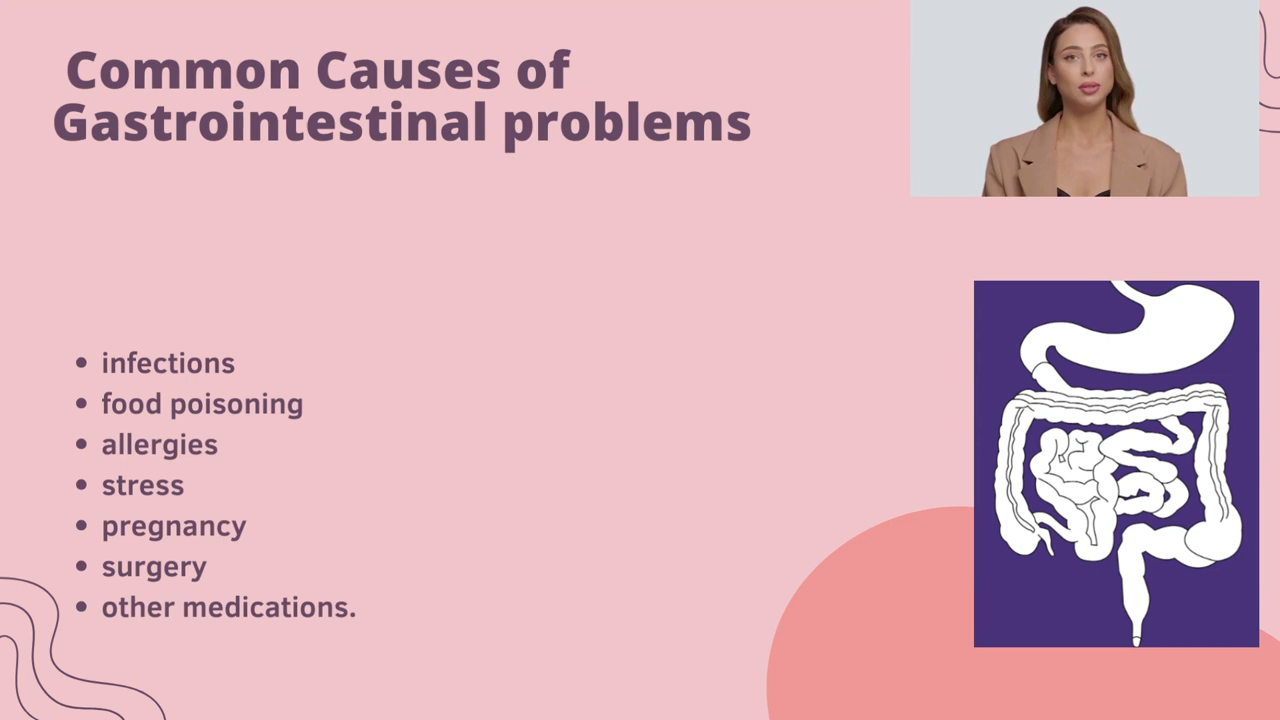 Common Causes of
Gastrointestinal problems
• infections
• food poisoning
• allergies
• stress
• pregnancy
• surgery
• other medications.